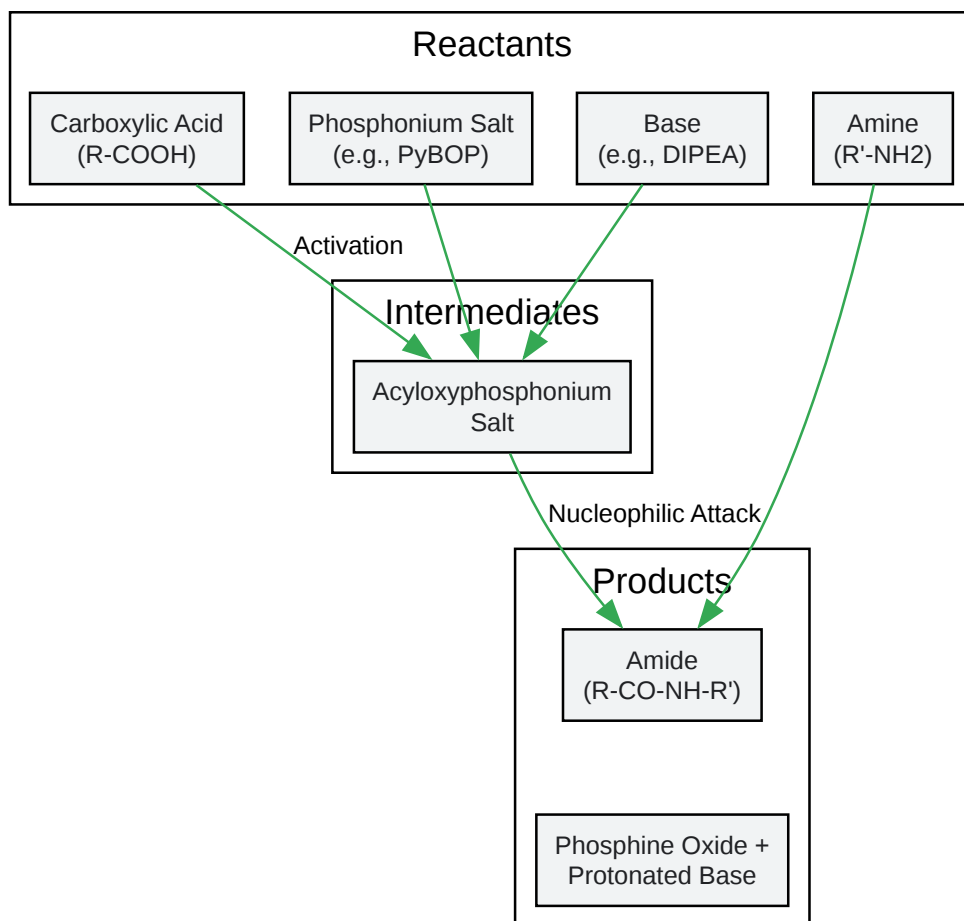 Reactants
Carboxylic Acid
(R-COOH)
Phosphonium Salt
(e.g., PyBOP)
Base
(e.g., DIPEA)
Amine
(R'-NH2)
Activation
Intermediates
Acyloxyphosphonium
Salt
Nucleophilic Attack
Products
Amide
(R-CO-NH-R')
Phosphine Oxide +
Protonated Base